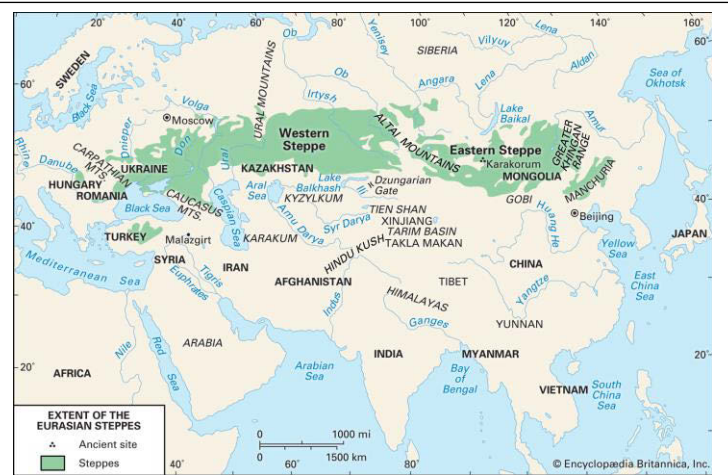 40°
60°
80°
100°
120°
140°
160°
60°
SWEDEN
Black Sea
Ob
Yenisey
SIBERIA
Vilyuy
Lena
Lena
Aldan
60°
Sea of
Okhotsk
Ob
Angara
Volga
Moscow
URAL MOUNTAINS
Irtysh
Lake
Baikal
Amur
Rhine
Danube
CARPATHIAN
MTS.
Dnieper
Don
Ural
UKRAINE
Western
Steppe
ALTAI MOUNTAINS
Eastern Steppe
Karakorum
GREATER
KHINGAN
RANGE
KAZAKHSTAN
MONGOLIA
MANCHURIA
HUNGARY
ROMANIA
CAUCASUS
MTS.
Aral
Sea
Lake
Balkhash
Ili
Dzungarian
Gate
KYZYLKUM
GOBI
40°
Black Sea
Caspian Sea
Amu Darya
Syr Darya
TIEN SHAN
XINJIANG
TARIM BASIN
TAKLA MAKAN
Huang He
Beijing
40°
TURKEY
Malazgirt
KARAKUM
JAPAN
Mediterranean Sea
SYRIA
Euphrates
Tigris
IRAN
HINDU KUSH
AFGHANISTAN
Indus
TIBET
CHINA
Yellow
Sea
East
China
Sea
HIMALAYAS
Yangtze
Ganges
YUNNAN
Nile
Red
Sea
ARABIA
20°
AFRICA
Arabian
Sea
INDIA
Bay
of
Bengal
MYANMAR
VIETNAM
South
China
Sea
20°
EXTENT OF THE
EURASIAN STEPPES
Ancient site
Steppes
0 1000 mi
0 1500 km
40°
60°
80°
100°
120°
© Encyclopædia Britannica, Inc.